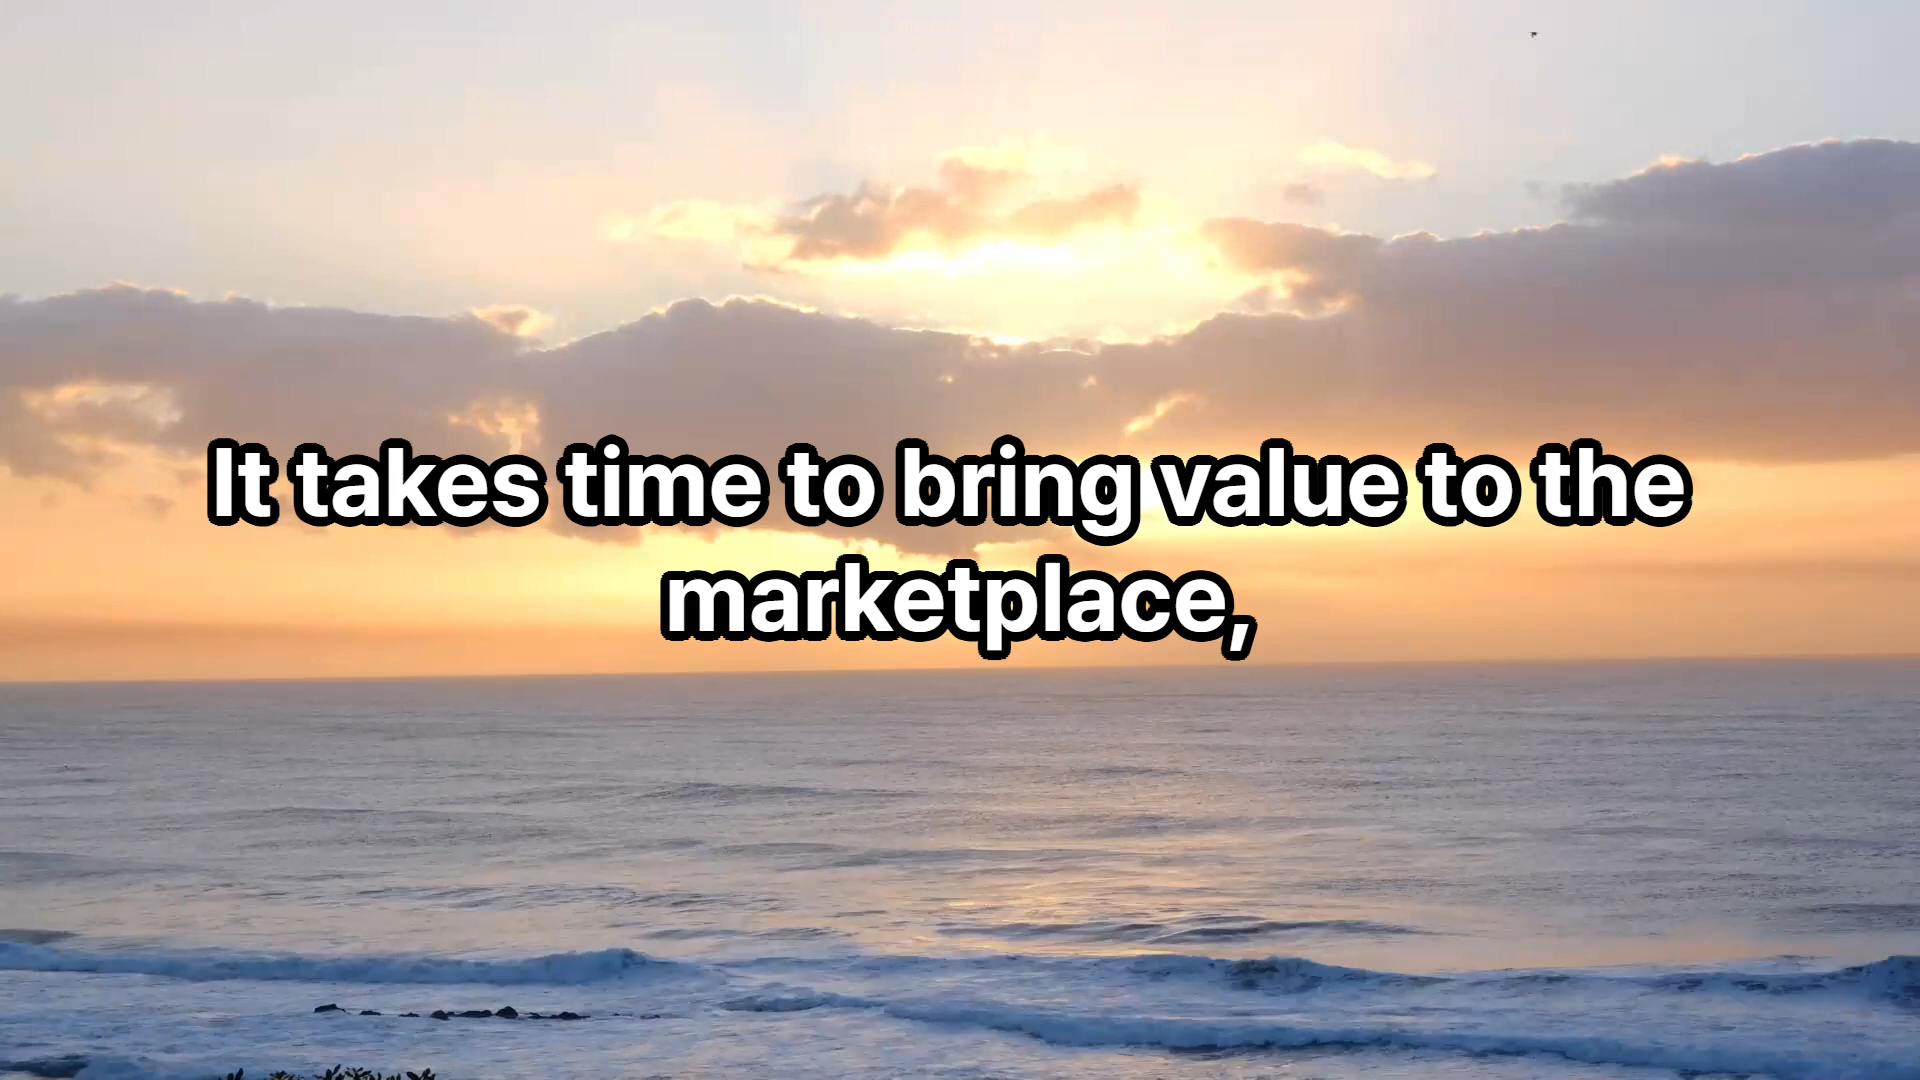 It takes time to bring value to the
marketplace,